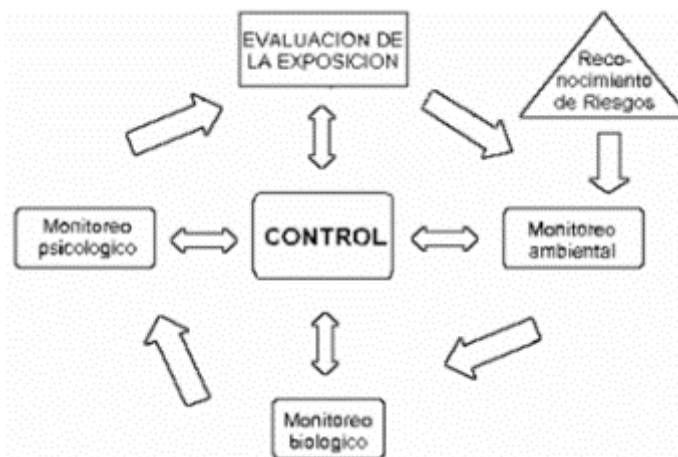 EVALUACION DE
LA EXPOSICION
Reco-
nocimiento
de Riesgos
Monitoreo
psicologico
CONTROL
Monitoreo
ambiental
Monitoreo
biologico